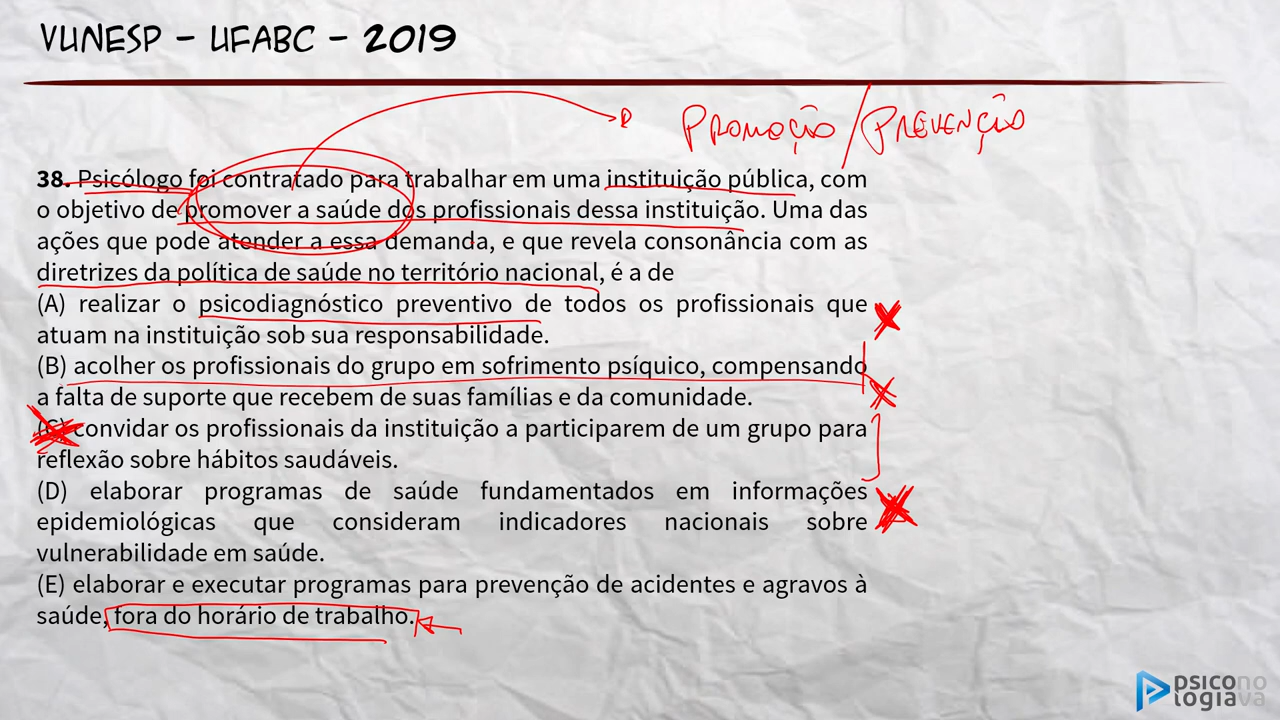 VUNESP - UFABC - 2019
PROMOÇÃO / PREVENÇÃO
38. Psicólogo foi contratado para trabalhar em uma instituição pública, com
o objetivo de promover a saúde dos profissionais dessa instituição. Uma das
ações que pode atender a essa demanda, e que revela consonância com as
diretrizes da política de saúde no território nacional, é a de
(A) realizar o psicodiagnóstico preventivo de todos os profissionais que
atuam na instituição sob sua responsabilidade.
(B) acolher os profissionais do grupo em sofrimento psíquico, compensando
a falta de suporte que recebem de suas famílias e da comunidade.
(C) convidar os profissionais da instituição a participarem de um grupo para
reflexão sobre hábitos saudáveis.
(D) elaborar programas de saúde fundamentados em informações
epidemiológicas que consideram indicadores nacionais sobre
vulnerabilidade em saúde.
(E) elaborar e executar programas para prevenção de acidentes e agravos à
saúde, fora do horário de trabalho.
PSICONO
LOGIAVA